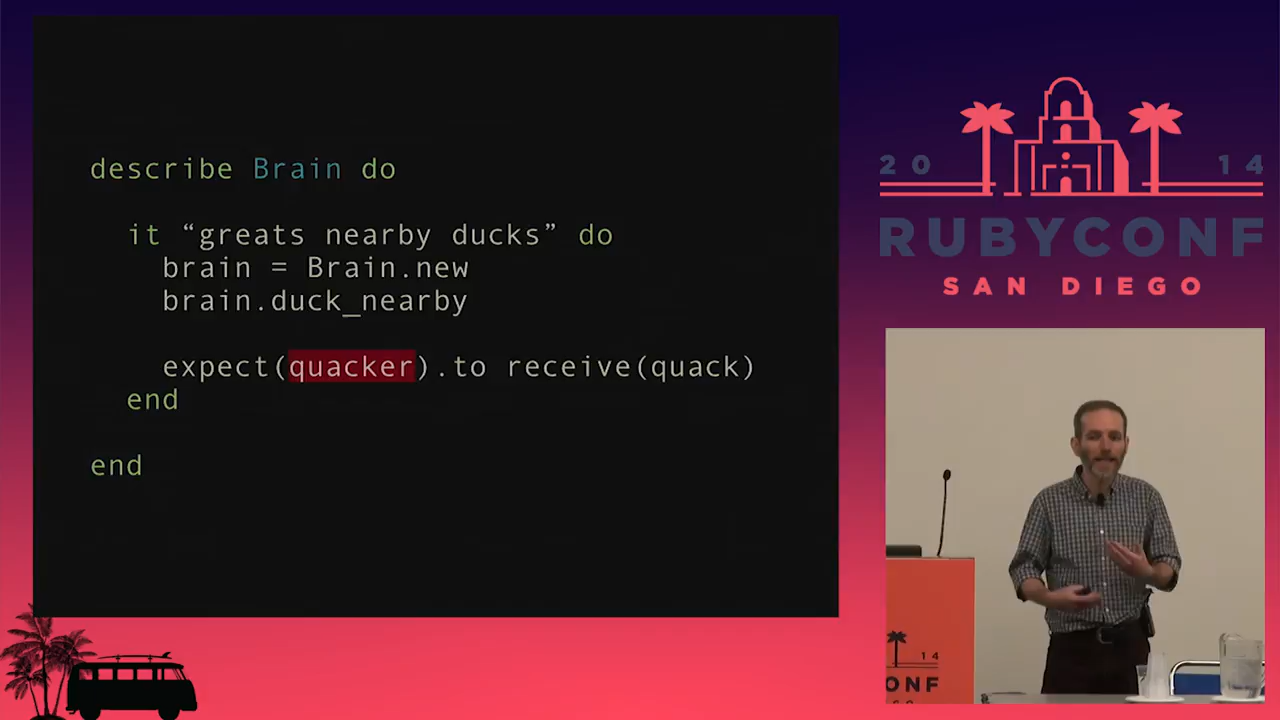 describe Brain do
it “greats nearby ducks” do
brain = Brain.new
brain.duck_nearby
expect(quacker).to receive(quack)
end
end
20 14
RUBYCONF
SAN DIEGO
14
CONF